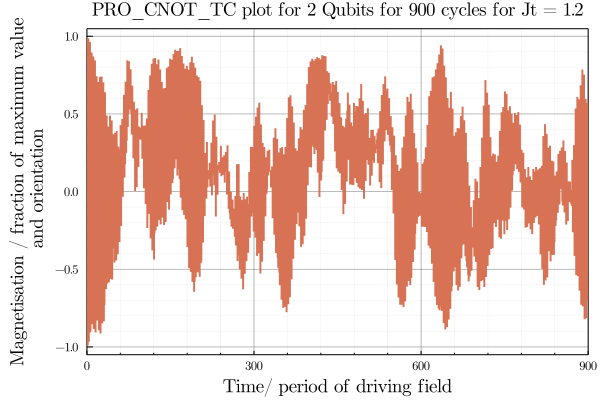 PRO_CNOT_TC plot for 2 Qubits for 900 cycles for Jt = 1.2
Magnetisation / fraction of maximum value
and orientation
1.0
0.5
0.0
−0.5
−1.0
0
300
600
900
Time/ period of driving field